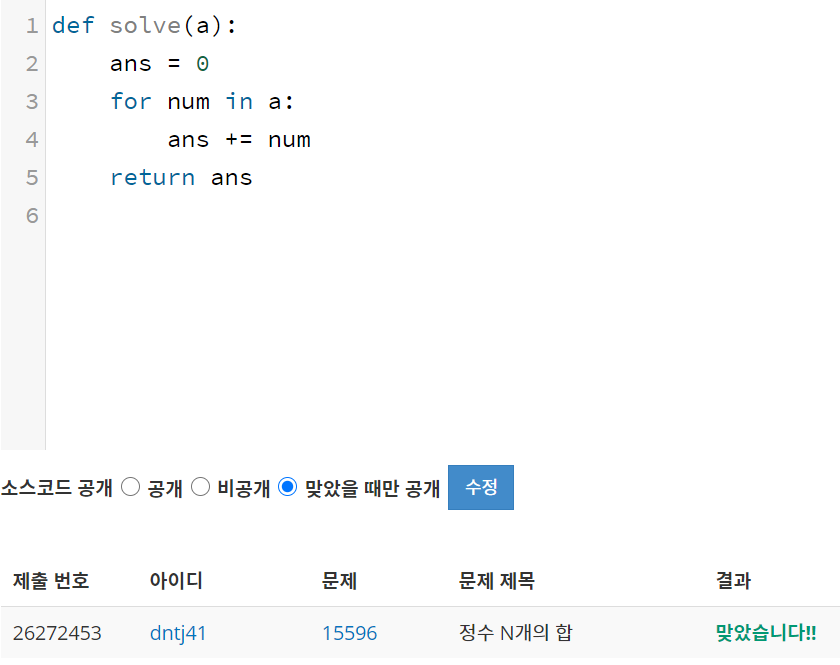 1 def solve(a):
2     ans = 0
3     for num in a:
4         ans += num
5     return ans
6
소스코드 공개 공개 비공개 맞았을 때만 공개 수정
제출 번호 아이디 문제 문제 제목 결과
26272453 dntj41 15596 정수 N개의 합 맞았습니다!!